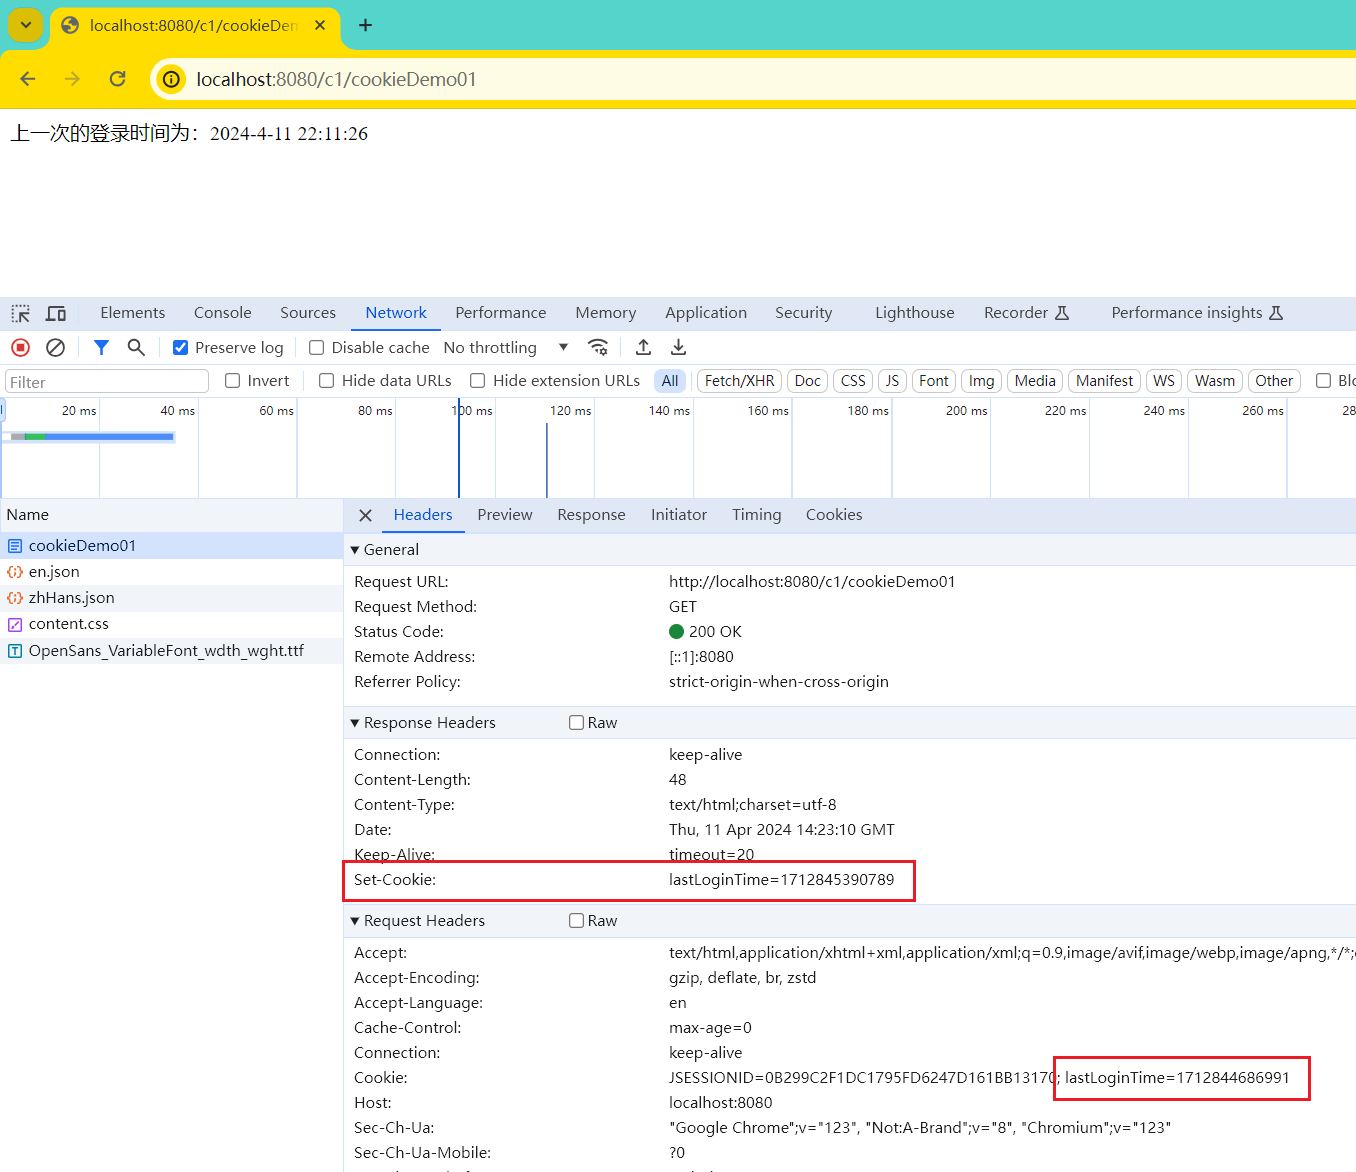 localhost:8080/c1/cookieDem
localhost:8080/c1/cookieDemo01
上一次的登录时间为：2024-4-11 22:11:26
Elements Console Sources Network Performance Memory Application Security Lighthouse Recorder Performance insights
Preserve log Disable cache No throttling
Filter Invert Hide data URLs Hide extension URLs All Fetch/XHR Doc CSS JS Font Img Media Manifest WS Wasm Other Blo
20 ms 40 ms 60 ms 80 ms 100 ms 120 ms 140 ms 160 ms 180 ms 200 ms 220 ms 240 ms 260 ms 28
Name
cookieDemo01
en.json
zhHans.json
content.css
OpenSans_VariableFont_wdth_wght.ttf
Headers Preview Response Initiator Timing Cookies
General
Request URL: http://localhost:8080/c1/cookieDemo01
Request Method: GET
Status Code: 200 OK
Remote Address: [::1]:8080
Referrer Policy: strict-origin-when-cross-origin
Response Headers Raw
Connection: keep-alive
Content-Length: 48
Content-Type: text/html;charset=utf-8
Date: Thu, 11 Apr 2024 14:23:10 GMT
Keep-Alive: timeout=20
Set-Cookie: lastLoginTime=1712845390789
Request Headers Raw
Accept: text/html,application/xhtml+xml,application/xml;q=0.9,image/avif,image/webp,image/apng,*/*;
Accept-Encoding: gzip, deflate, br, zstd
Accept-Language: en
Cache-Control: max-age=0
Connection: keep-alive
Cookie: JSESSIONID=0B299C2F1DC1795FD6247D161BB13170; lastLoginTime=1712844686991
Host: localhost:8080
Sec-Ch-Ua: "Google Chrome";v="123", "Not:A-Brand";v="8", "Chromium";v="123"
Sec-Ch-Ua-Mobile: ?0